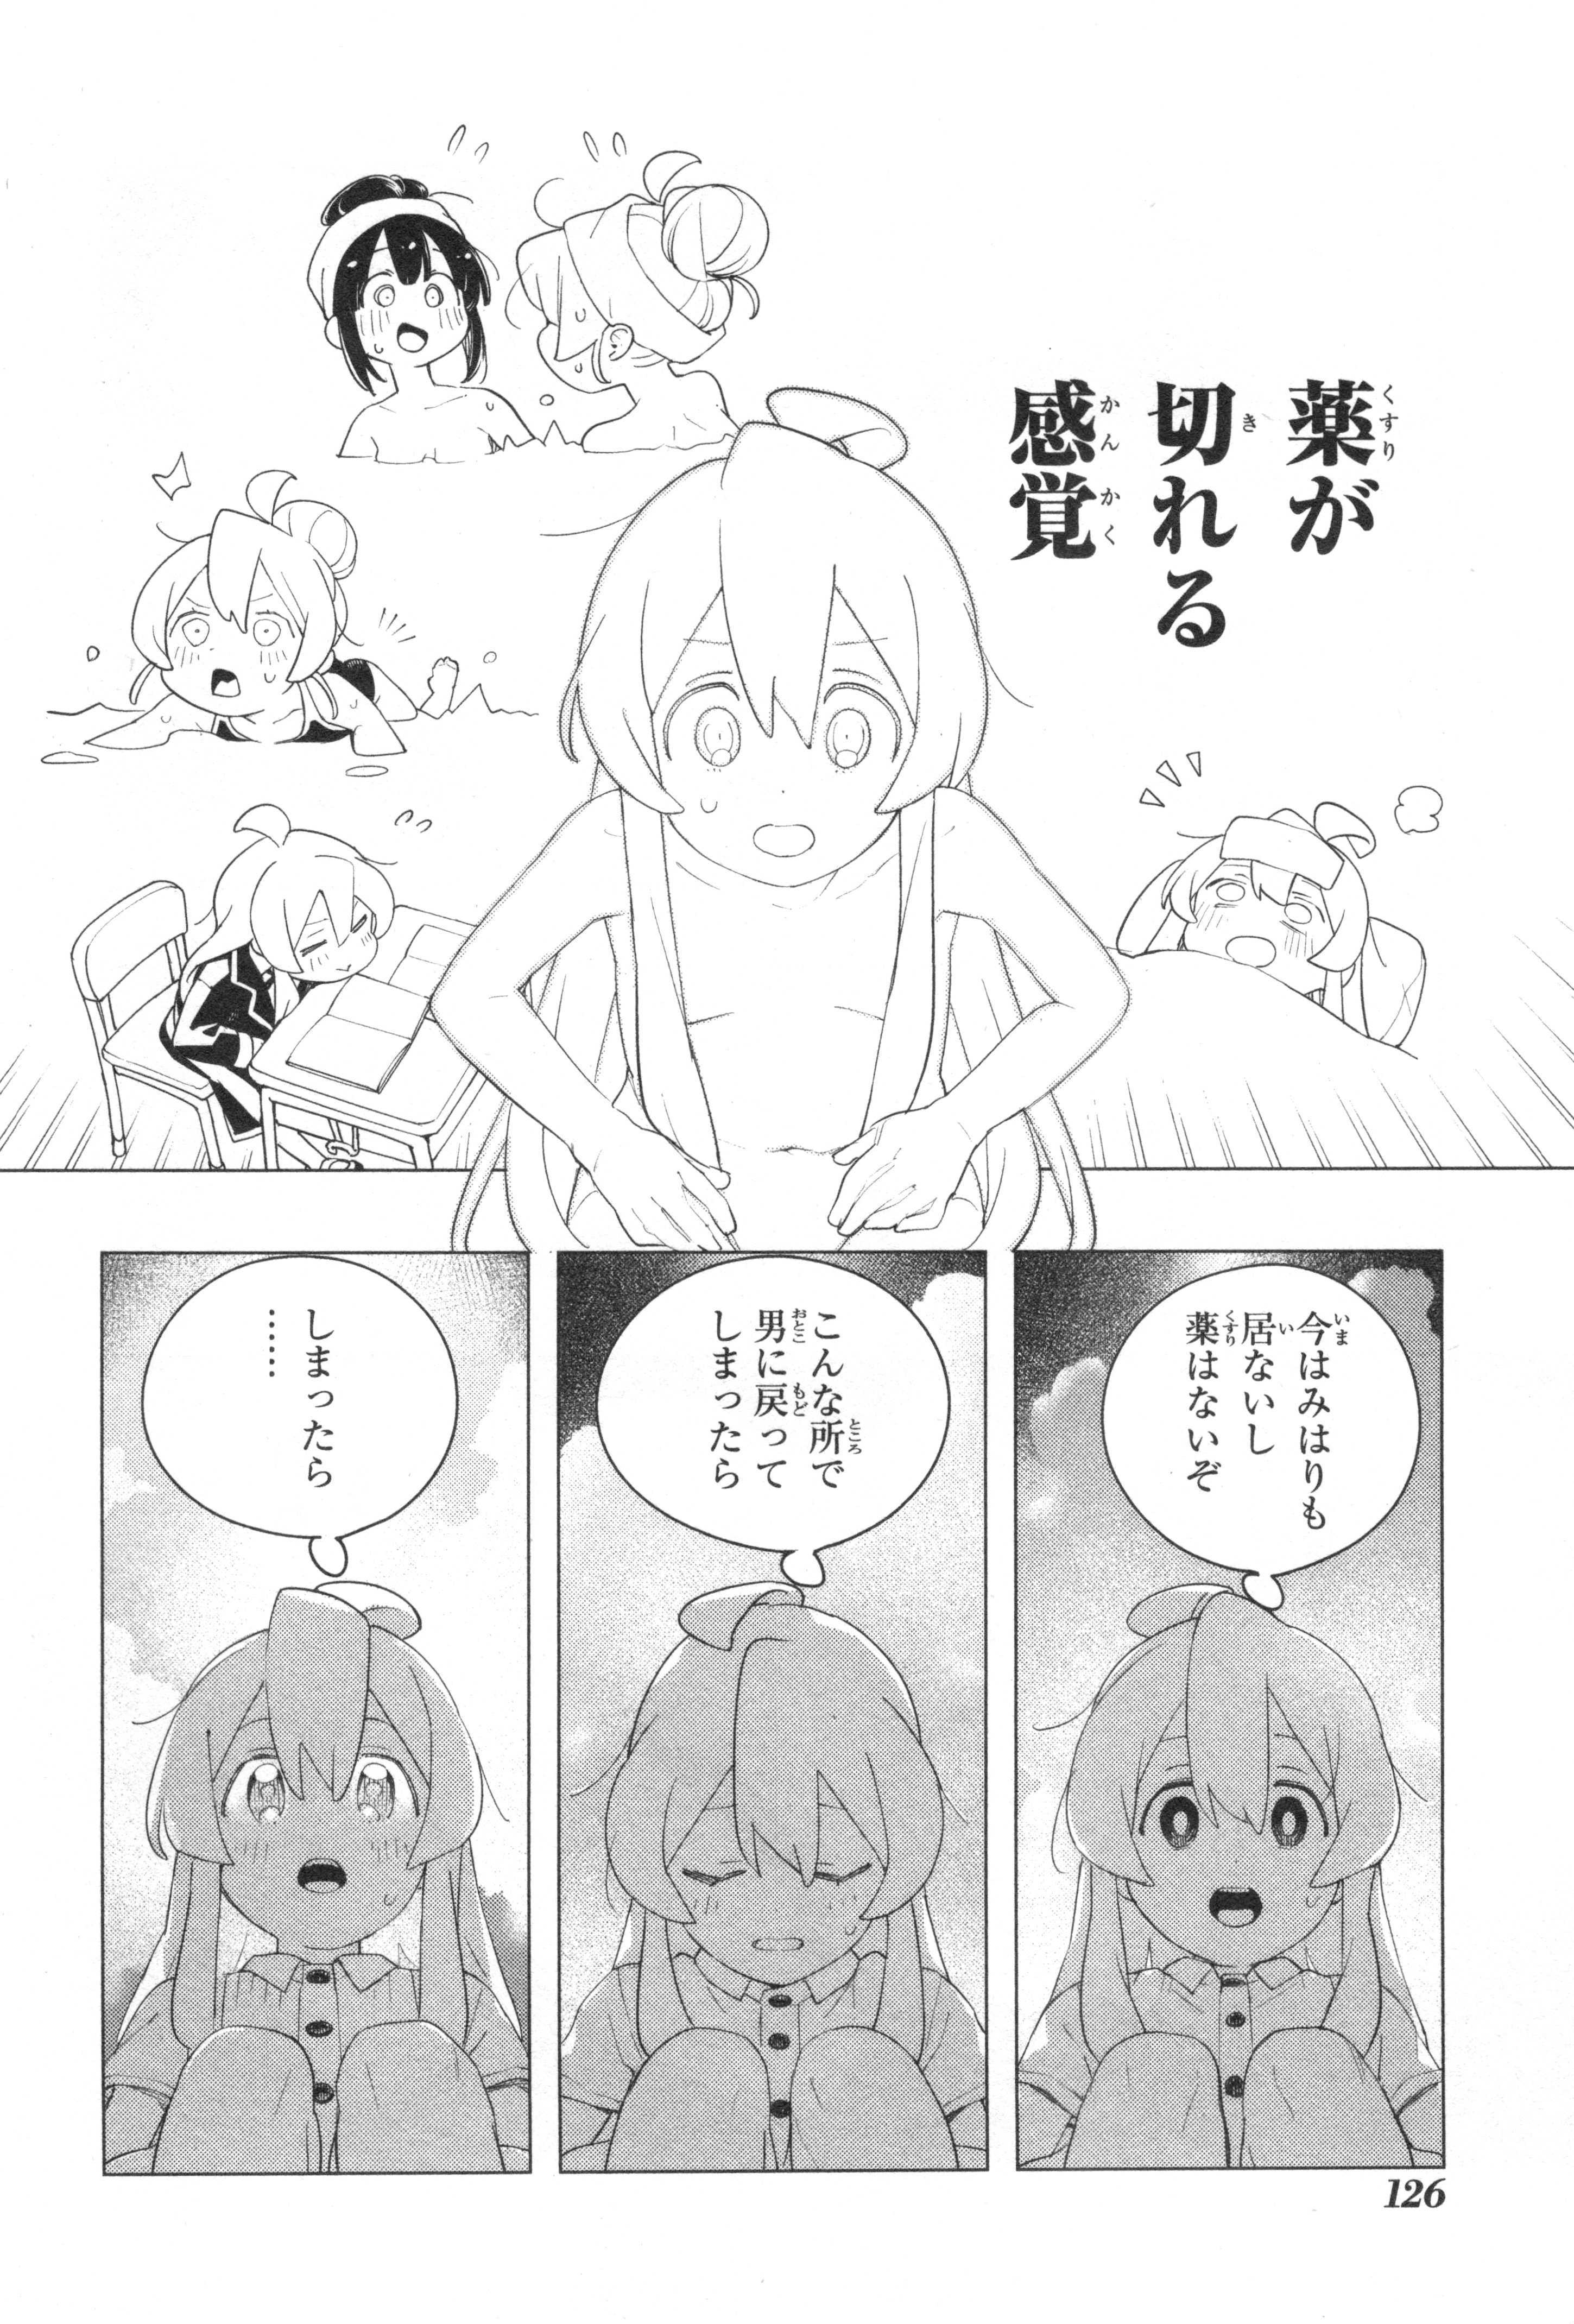 薬が
切れる
感覚
今はみはりも
居ないし
薬はないぞ
こんな所で
男に戻って
しまったら
しまったら
……
126